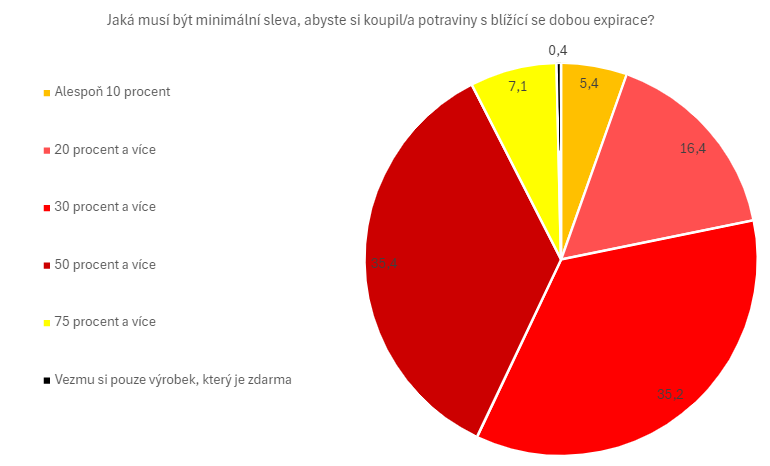 Jaká musí být minimální sleva, abyste si koupil/a potraviny s blížící se dobou expirace?
0,4
7,1
5,4
Alespoň 10 procent
20 procent a více
16,4
30 procent a více
50 procent a více
75 procent a více
Vezmu si pouze výrobek, který je zdarma
35,2